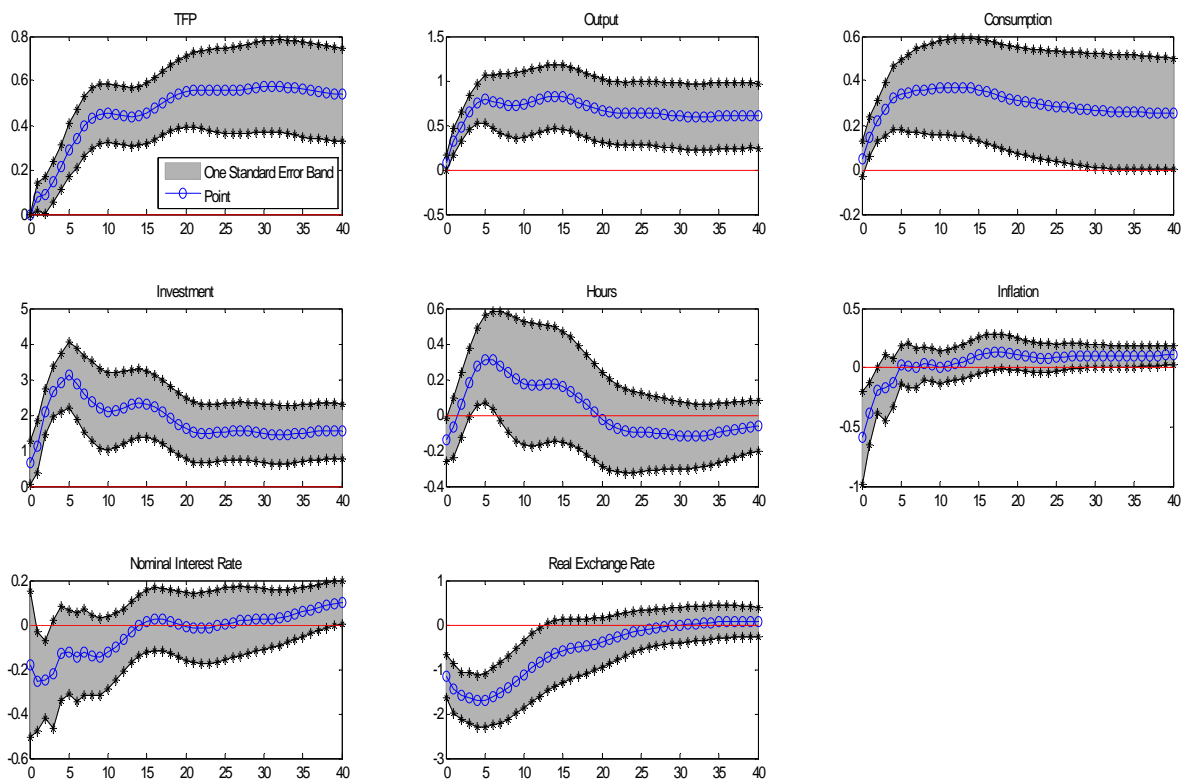 TFP
0.8
0.6
0.4
0.2
0
0 5 10 15 20 25 30 35 40
One Standard Error Band
Point
Output
1.5
1
0.5
0
-0.5
0 5 10 15 20 25 30 35 40
Consumption
0.6
0.4
0.2
0
-0.2
0 5 10 15 20 25 30 35 40
Investment
5
4
3
2
1
0
0 5 10 15 20 25 30 35 40
Hours
0.6
0.4
0.2
0
-0.2
-0.4
0 5 10 15 20 25 30 35 40
Inflation
0.5
0
-0.5
-1
0 5 10 15 20 25 30 35 40
Nominal Interest Rate
0.2
0
-0.2
-0.4
-0.6
0 5 10 15 20 25 30 35 40
Real Exchange Rate
1
0
-1
-2
-3
0 5 10 15 20 25 30 35 40